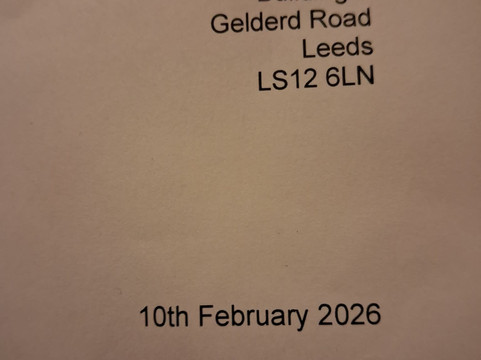 Gelderd Road
Leeds
LS12 6LN
10th February 2026